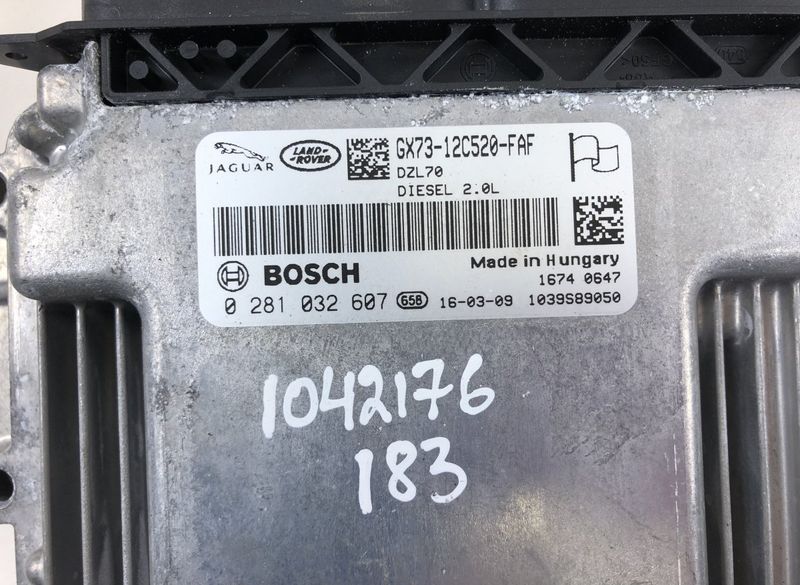 JAGUAR LAND-ROVER GX73-12C520-FAF
DZL70
DIESEL 2.0L
Made in Hungary
BOSCH 1674 0647
0 281 032 607 G5B 16-03-09 1039S89050
1042176
183